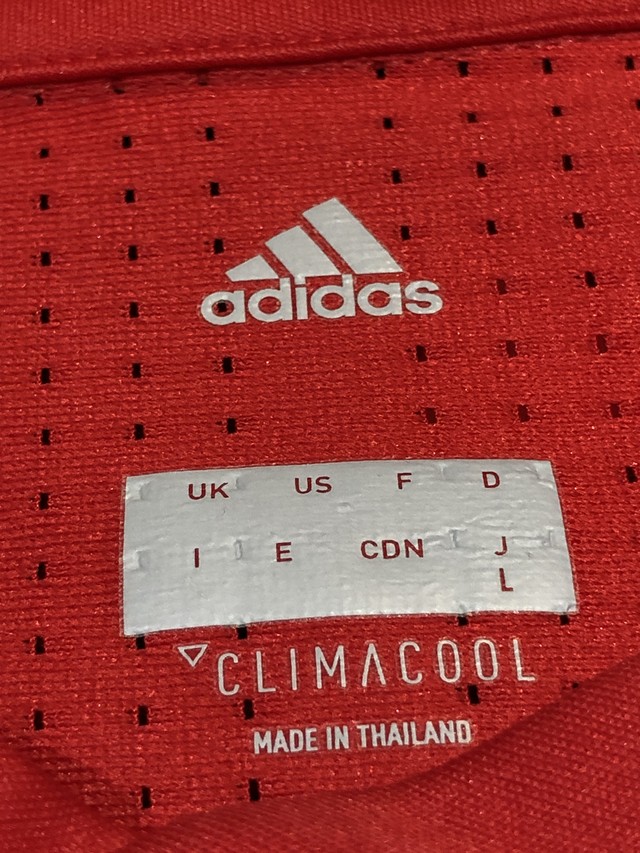 adidas
UK US F D
I E CDN J
L
CLIMACOOL
MADE IN THAILAND